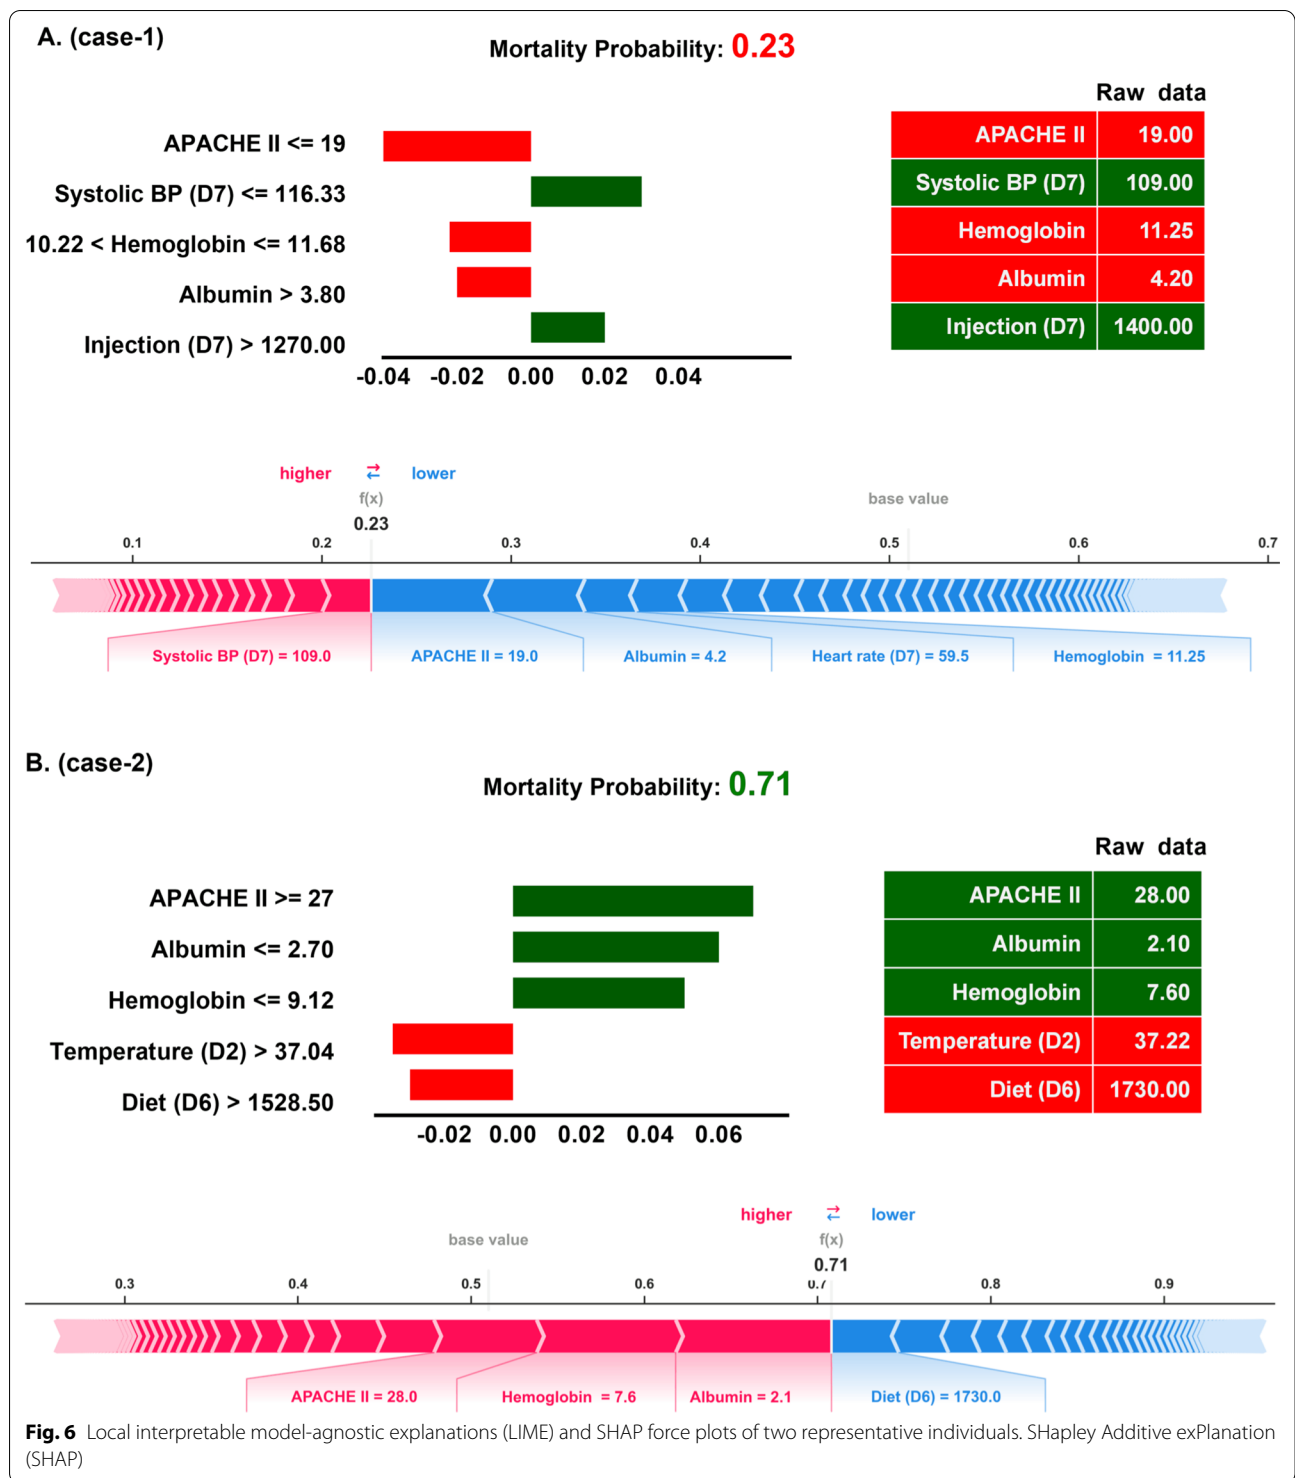 A. (case-1)
Mortality Probability: 0.23
Raw data
APACHE II <= 19
Systolic BP (D7) <= 116.33
10.22 < Hemoglobin <= 11.68
Albumin > 3.80
Injection (D7) > 1270.00
-0.04 -0.02 0.00 0.02 0.04
APACHE II 19.00
Systolic BP (D7) 109.00
Hemoglobin 11.25
Albumin 4.20
Injection (D7) 1400.00
higher ⇄ lower
f(x) base value
0.23
0.1 0.2 0.3 0.4 0.5 0.6 0.7
Systolic BP (D7) = 109.0 APACHE II = 19.0 Albumin = 4.2 Heart rate (D7) = 59.5 Hemoglobin = 11.25
B. (case-2)
Mortality Probability: 0.71
Raw data
APACHE II >= 27
Albumin <= 2.70
Hemoglobin <= 9.12
Temperature (D2) > 37.04
Diet (D6) > 1528.50
-0.02 0.00 0.02 0.04 0.06
APACHE II 28.00
Albumin 2.10
Hemoglobin 7.60
Temperature (D2) 37.22
Diet (D6) 1730.00
higher ⇄ lower
base value f(x)
0.71
0.3 0.4 0.5 0.6 0.7 0.8 0.9
APACHE II = 28.0 Hemoglobin = 7.6 Albumin = 2.1 Diet (D6) = 1730.0
Fig. 6 Local interpretable model-agnostic explanations (LIME) and SHAP force plots of two representative individuals. SHapley Additive exPlanation
(SHAP)